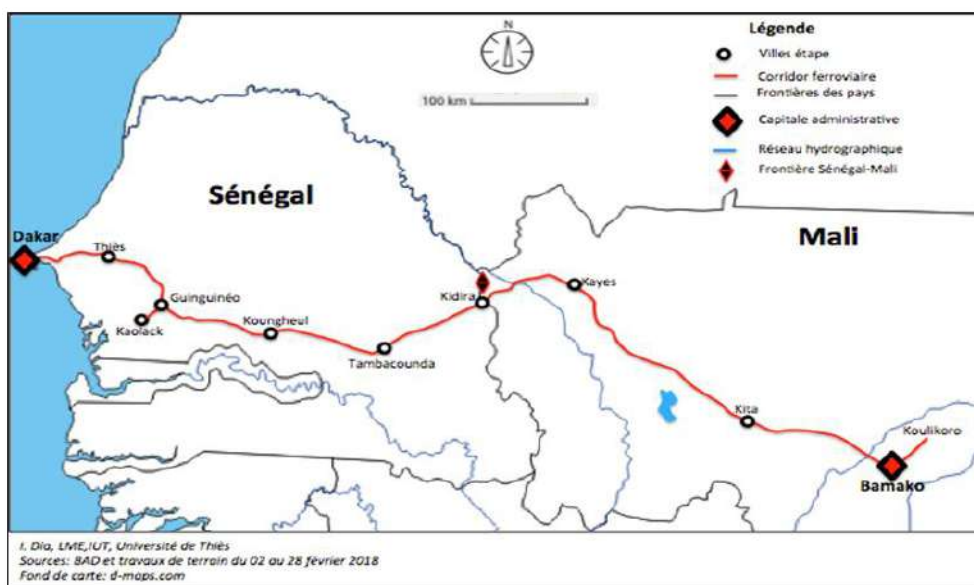 N
100 km
Légende
Villes étape
Corridor ferroviaire
Frontières des pays
Capitale administrative
Réseau hydrographique
Frontière Sénégal-Mali
Sénégal
Mali
Dakar
Thiès
Guinguinéo
Kaolack
Koungheul
Tambacounda
Kidira
Kayes
Kita
Koulikoro
Bamako
I. Dia, LME,IUT, Université de Thiès
Sources: BAD et travaux de terrain du 02 au 28 février 2018
Fond de carte: d-maps.com